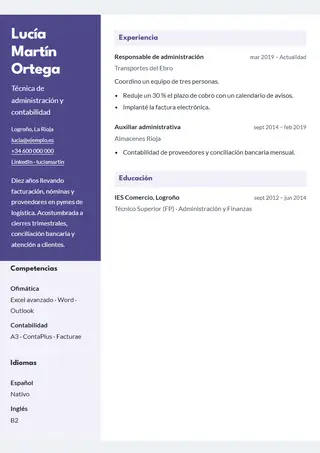 Lucía
Martín
Ortega
Técnica de
administración y
contabilidad
Logroño, La Rioja
lucia@ejemplo.es
+34 600 000 000
LinkedIn - luciamartin
Diez años llevando
facturación, nóminas y
proveedores en pymes de
logística. Acostumbrada a
cierres trimestrales,
conciliación bancaria y
atención a clientes.
Competencias
Ofimática
Excel avanzado - Word -
Outlook
Contabilidad
A3 - ContaPlus - Facturae
Idiomas
Español
Nativo
Inglés
B2
Experiencia
Responsable de administración mar 2019 – Actualidad
Transportes del Ebro
Coordino un equipo de tres personas.
• Reduje un 30 % el plazo de cobro con un calendario de avisos.
• Implanté la factura electrónica.
Auxiliar administrativa sept 2014 – feb 2019
Almacenes Rioja
• Contabilidad de proveedores y conciliación bancaria mensual.
Educación
IES Comercio, Logroño sept 2012 – jun 2014
Técnico Superior (FP) - Administración y Finanzas